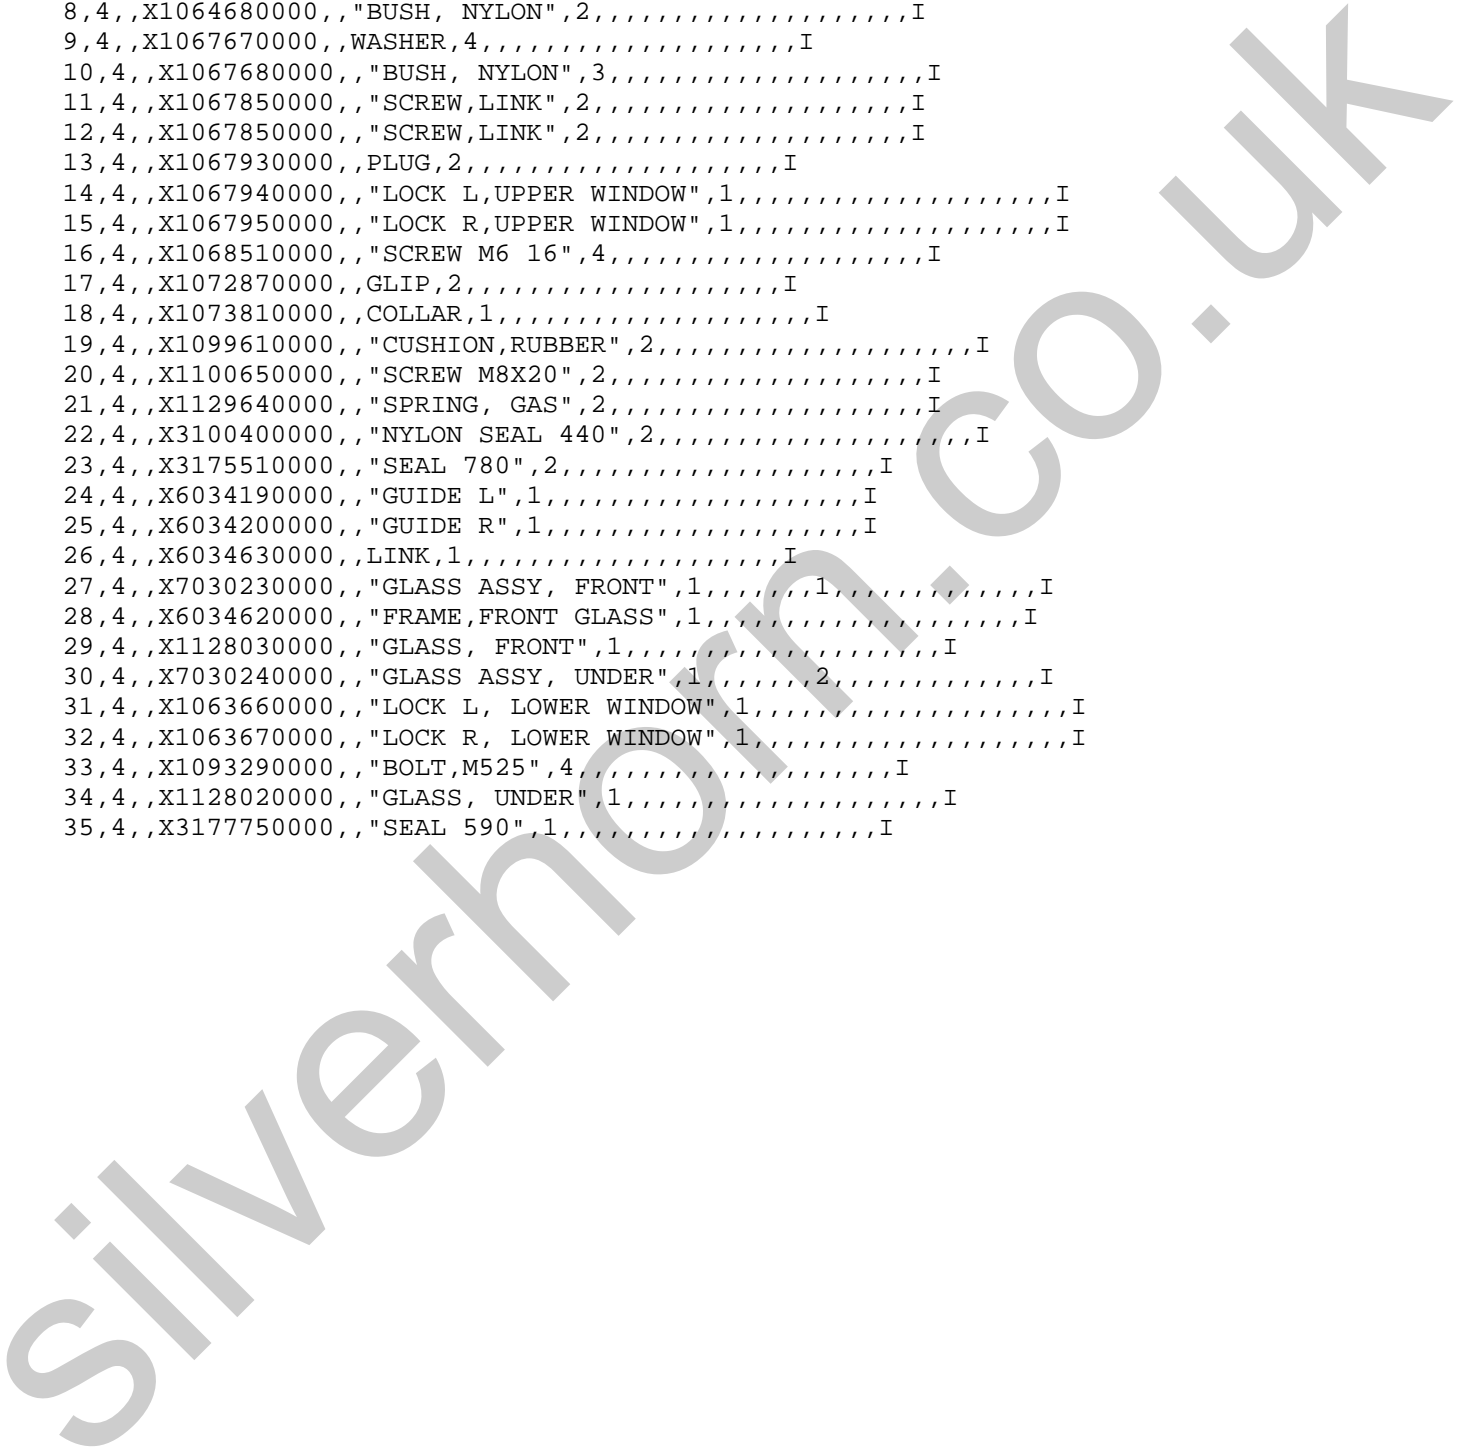 8,4,,X1064680000,,"BUSH, NYLON",2,,,,,,,,,,,,,,,,,,,,I
9,4,,X1067670000,,WASHER,4,,,,,,,,,,,,,,,,,,,,I
10,4,,X1067680000,,"BUSH, NYLON",3,,,,,,,,,,,,,,,,,,,,I
11,4,,X1067850000,,"SCREW,LINK",2,,,,,,,,,,,,,,,,,,,,I
12,4,,X1067850000,,"SCREW,LINK",2,,,,,,,,,,,,,,,,,,,,I
13,4,,X1067930000,,PLUG,2,,,,,,,,,,,,,,,,,,,,I
14,4,,X1067940000,,"LOCK L,UPPER WINDOW",1,,,,,,,,,,,,,,,,,,,,I
15,4,,X1067950000,,"LOCK R,UPPER WINDOW",1,,,,,,,,,,,,,,,,,,,,I
16,4,,X1068510000,,"SCREW M6 16",4,,,,,,,,,,,,,,,,,,,,I
17,4,,X1072870000,,GLIP,2,,,,,,,,,,,,,,,,,,,,I
18,4,,X1073810000,,COLLAR,1,,,,,,,,,,,,,,,,,,,,I
19,4,,X1099610000,,"CUSHION,RUBBER",2,,,,,,,,,,,,,,,,,,,,I
20,4,,X1100650000,,"SCREW M8X20",2,,,,,,,,,,,,,,,,,,,,I
21,4,,X1129640000,,"SPRING, GAS",2,,,,,,,,,,,,,,,,,,,,I
22,4,,X3100400000,,"NYLON SEAL 440",2,,,,,,,,,,,,,,,,,,,,I
23,4,,X3175510000,,"SEAL 780",2,,,,,,,,,,,,,,,,,,,,I
24,4,,X6034190000,,"GUIDE L",1,,,,,,,,,,,,,,,,,,,,I
25,4,,X6034200000,,"GUIDE R",1,,,,,,,,,,,,,,,,,,,,I
26,4,,X6034630000,,LINK,1,,,,,,,,,,,,,,,,,,,,I
27,4,,X7030230000,,"GLASS ASSY, FRONT",1,,,,,,,1,,,,,,,,,,,,,I
28,4,,X6034620000,,"FRAME,FRONT GLASS",1,,,,,,,,,,,,,,,,,,,,I
29,4,,X1128030000,,"GLASS, FRONT",1,,,,,,,,,,,,,,,,,,,,I
30,4,,X7030240000,,"GLASS ASSY, UNDER",1,,,,,,,2,,,,,,,,,,,,,I
31,4,,X1063660000,,"LOCK L, LOWER WINDOW",1,,,,,,,,,,,,,,,,,,,,I
32,4,,X1063670000,,"LOCK R, LOWER WINDOW",1,,,,,,,,,,,,,,,,,,,,I
33,4,,X1093290000,,"BOLT,M525",4,,,,,,,,,,,,,,,,,,,,I
34,4,,X1128020000,,"GLASS, UNDER",1,,,,,,,,,,,,,,,,,,,,I
35,4,,X3177750000,,"SEAL 590",1,,,,,,,,,,,,,,,,,,,,I
silverhorn.co.uk